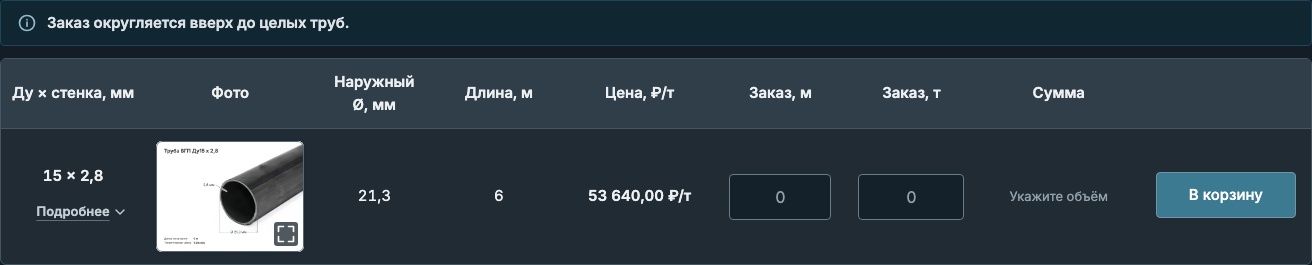 Заказ округляется вверх до целых труб.
Ду × стенка, мм
Фото
Наружный
Ø, мм
Длина, м
Цена, ₽/т
Заказ, м
Заказ, т
Сумма
15 × 2,8
Подробнее
Труба ВГП Ду15 х 2,8
21,3
6
53 640,00 ₽/т
0
0
Укажите объём
В корзину